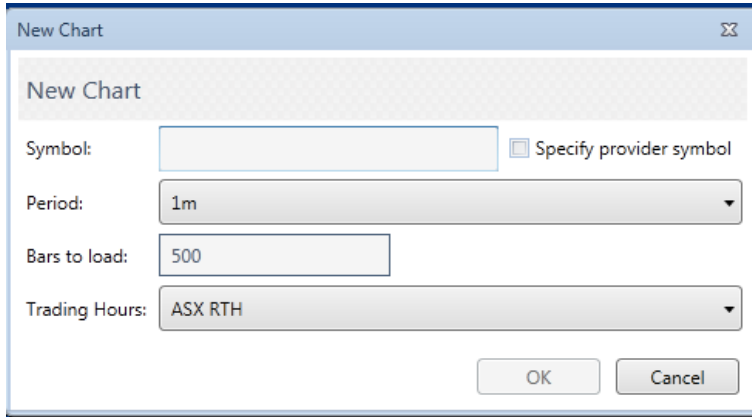 New Chart
New Chart
Symbol:
Specify provider symbol
Period: 1m
Bars to load: 500
Trading Hours: ASX RTH
OK Cancel